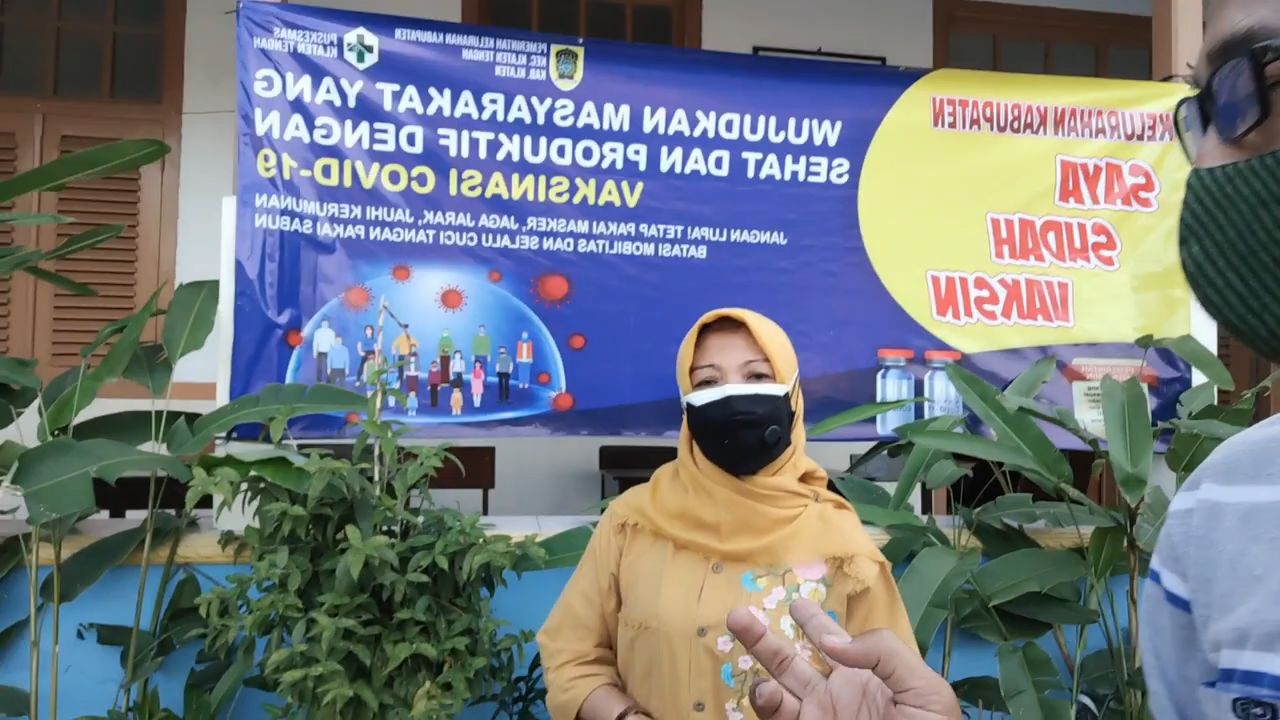 PEMERINTAH KELURAHAN KABUPATEN
KEC. KLATEN TENGAH
KAB. KLATEN
PUSKESMAS
KLATEN TENGAH
WUJUDKAN MASYARAKAT YANG
SEHAT DAN PRODUKTIF DENGAN
VAKSINASI COVID-19
JANGAN LUPA! TETAP PAKAI MASKER, JAGA JARAK, JAUHI KERUMUNAN
BATASI MOBILITAS DAN SELALU CUCI TANGAN PAKAI SABUN
KELURAHAN KABUPATEN
SAYA
SUDAH
VAKSIN